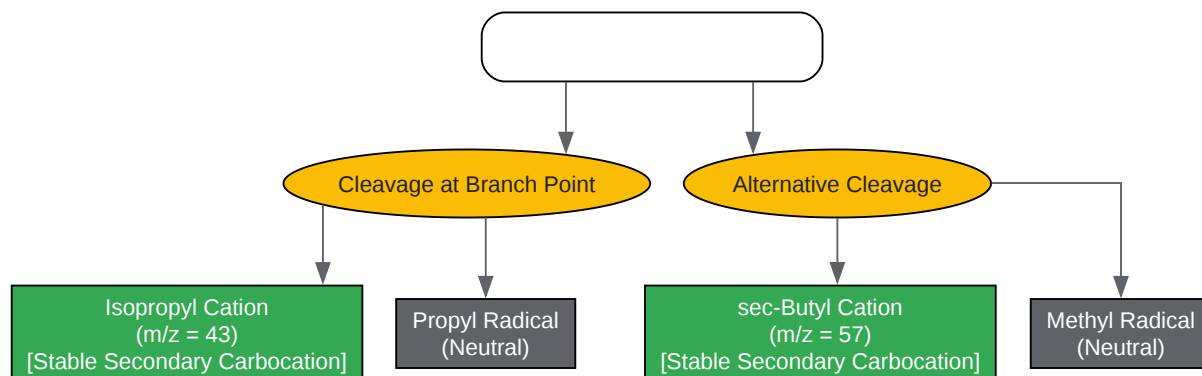 Cleavage at Branch Point
Alternative Cleavage
Isopropyl Cation
(m/z = 43)
[Stable Secondary Carbocation]
Propyl Radical
(Neutral)
sec-Butyl Cation
(m/z = 57)
[Stable Secondary Carbocation]
Methyl Radical
(Neutral)